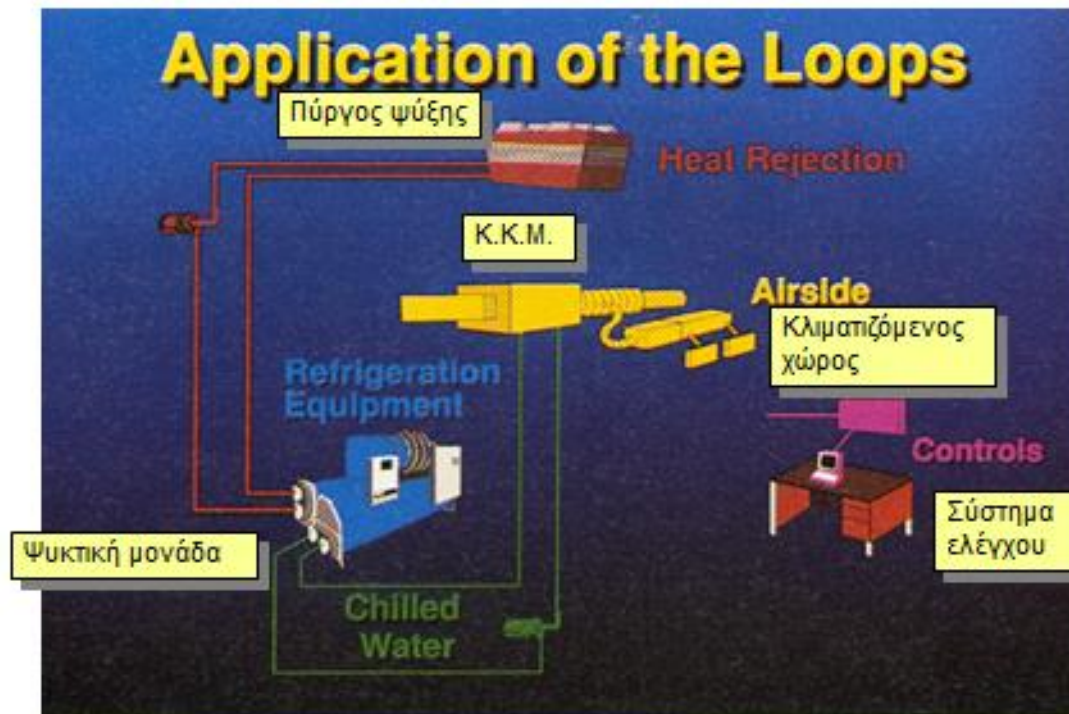 Application of the Loops
Πύργος ψύξης
Heat Rejection
Κ.Κ.Μ.
Airside
Κλιματιζόμενος
χώρος
Refrigeration
Equipment
Controls
Σύστημα
ελέγχου
Ψυκτική μονάδα
Chilled
Water